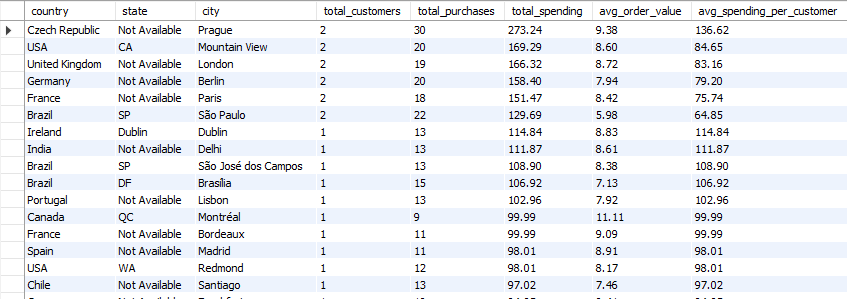 country state city total_customers total_purchases total_spending avg_order_value avg_spending_per_customer
Czech Republic Not Available Prague 2 30 273.24 9.38 136.62
USA CA Mountain View 2 20 169.29 8.60 84.65
United Kingdom Not Available London 2 19 166.32 8.72 83.16
Germany Not Available Berlin 2 20 158.40 7.94 79.20
France Not Available Paris 2 18 151.47 8.42 75.74
Brazil SP São Paulo 2 22 129.69 5.98 64.85
Ireland Dublin Dublin 1 13 114.84 8.83 114.84
India Not Available Delhi 1 13 111.87 8.61 111.87
Brazil SP São José dos Campos 1 13 108.90 8.38 108.90
Brazil DF Brasília 1 15 106.92 7.13 106.92
Portugal Not Available Lisbon 1 13 102.96 7.92 102.96
Canada QC Montréal 1 9 99.99 11.11 99.99
France Not Available Bordeaux 1 11 99.99 9.09 99.99
Spain Not Available Madrid 1 11 98.01 8.91 98.01
USA WA Redmond 1 12 98.01 8.17 98.01
Chile Not Available Santiago 1 13 97.02 7.46 97.02